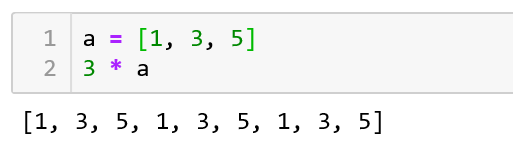 1 a = [1, 3, 5]
2 3 * a
[1, 3, 5, 1, 3, 5, 1, 3, 5]